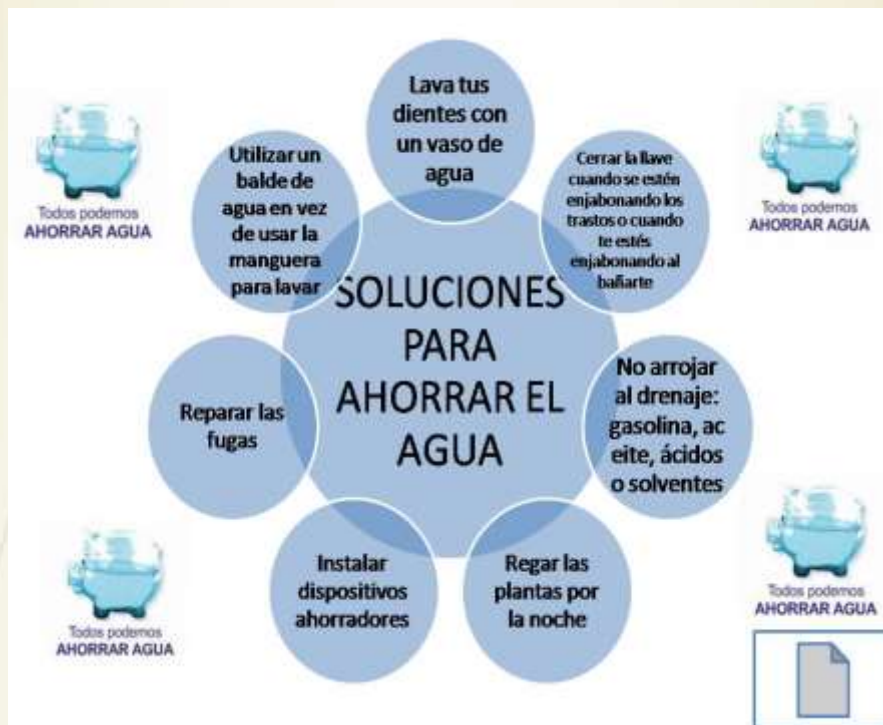 Lava tus
dientes con
un vaso de
agua
Utilizar un
balde de
agua en vez
de usar la
manguera
para lavar
Cerrar la llave
cuando se estén
enjabonando los
trastos o cuando
te estés
enjabonando al
bañarte
Todos podemos
AHORRAR AGUA
Todos podemos
AHORRAR AGUA
SOLUCIONES
PARA
AHORRAR EL
AGUA
Reparar las
fugas
No arrojar
al drenaje:
gasolina, ac
eite, ácidos
o solventes
Instalar
dispositivos
ahorradores
Regar las
plantas por
la noche
Todos podemos
AHORRAR AGUA
Todos podemos
AHORRAR AGUA